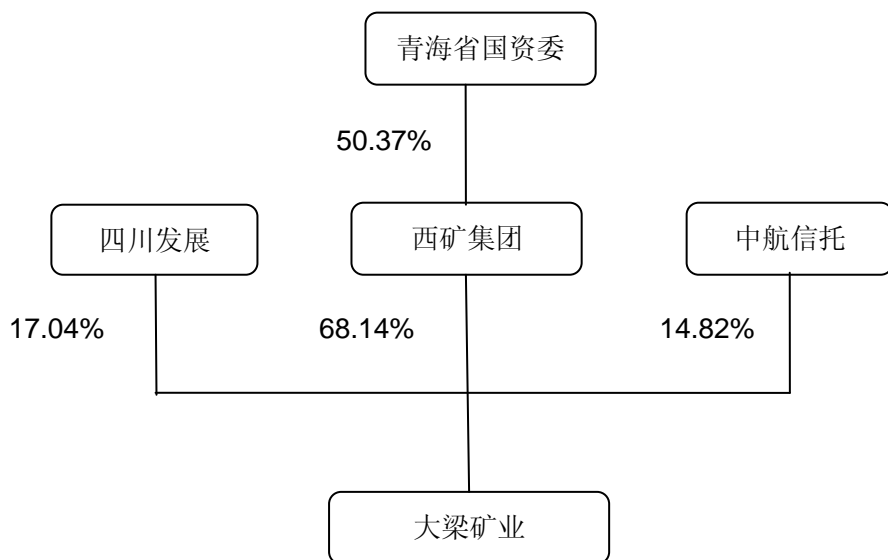 青海省国资委
50.37%
四川发展
西矿集团
中航信托
17.04%
68.14%
14.82%
大梁矿业